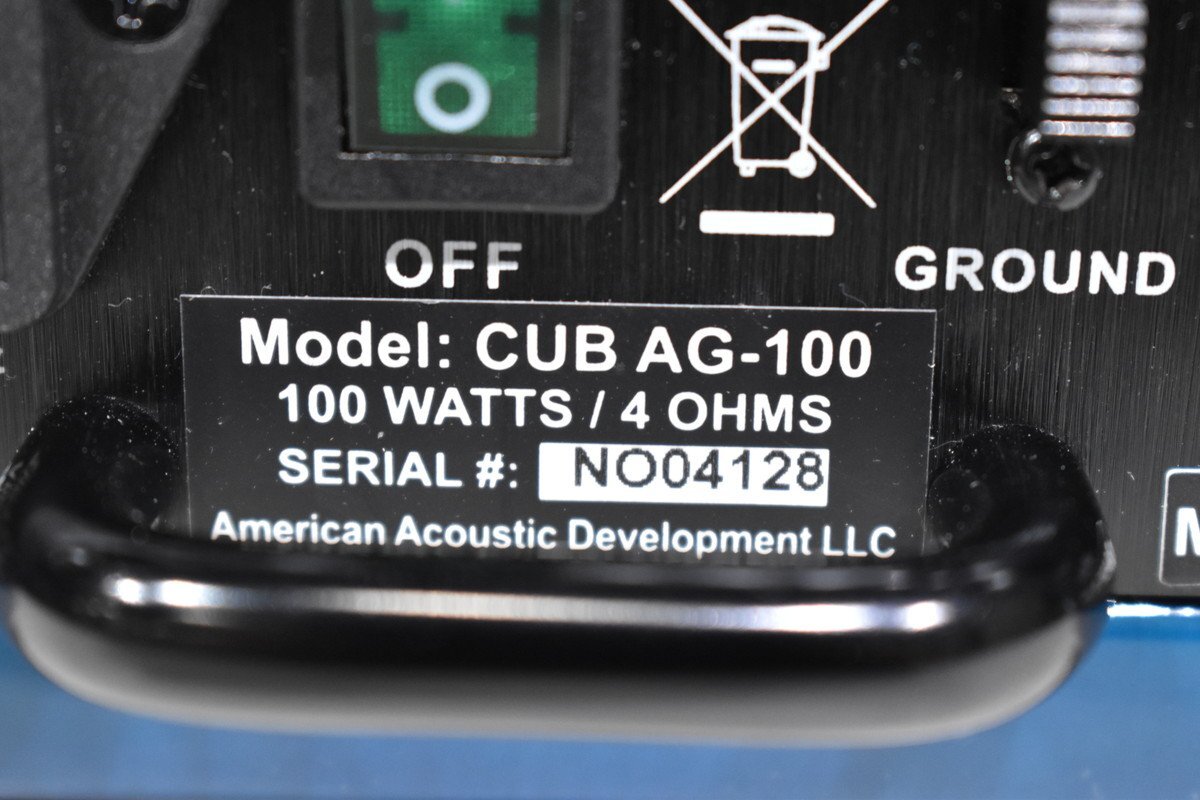 OFF
GROUND
Model: CUB AG-100
100 WATTS / 4 OHMS
SERIAL #: NO04128
American Acoustic Development LLC